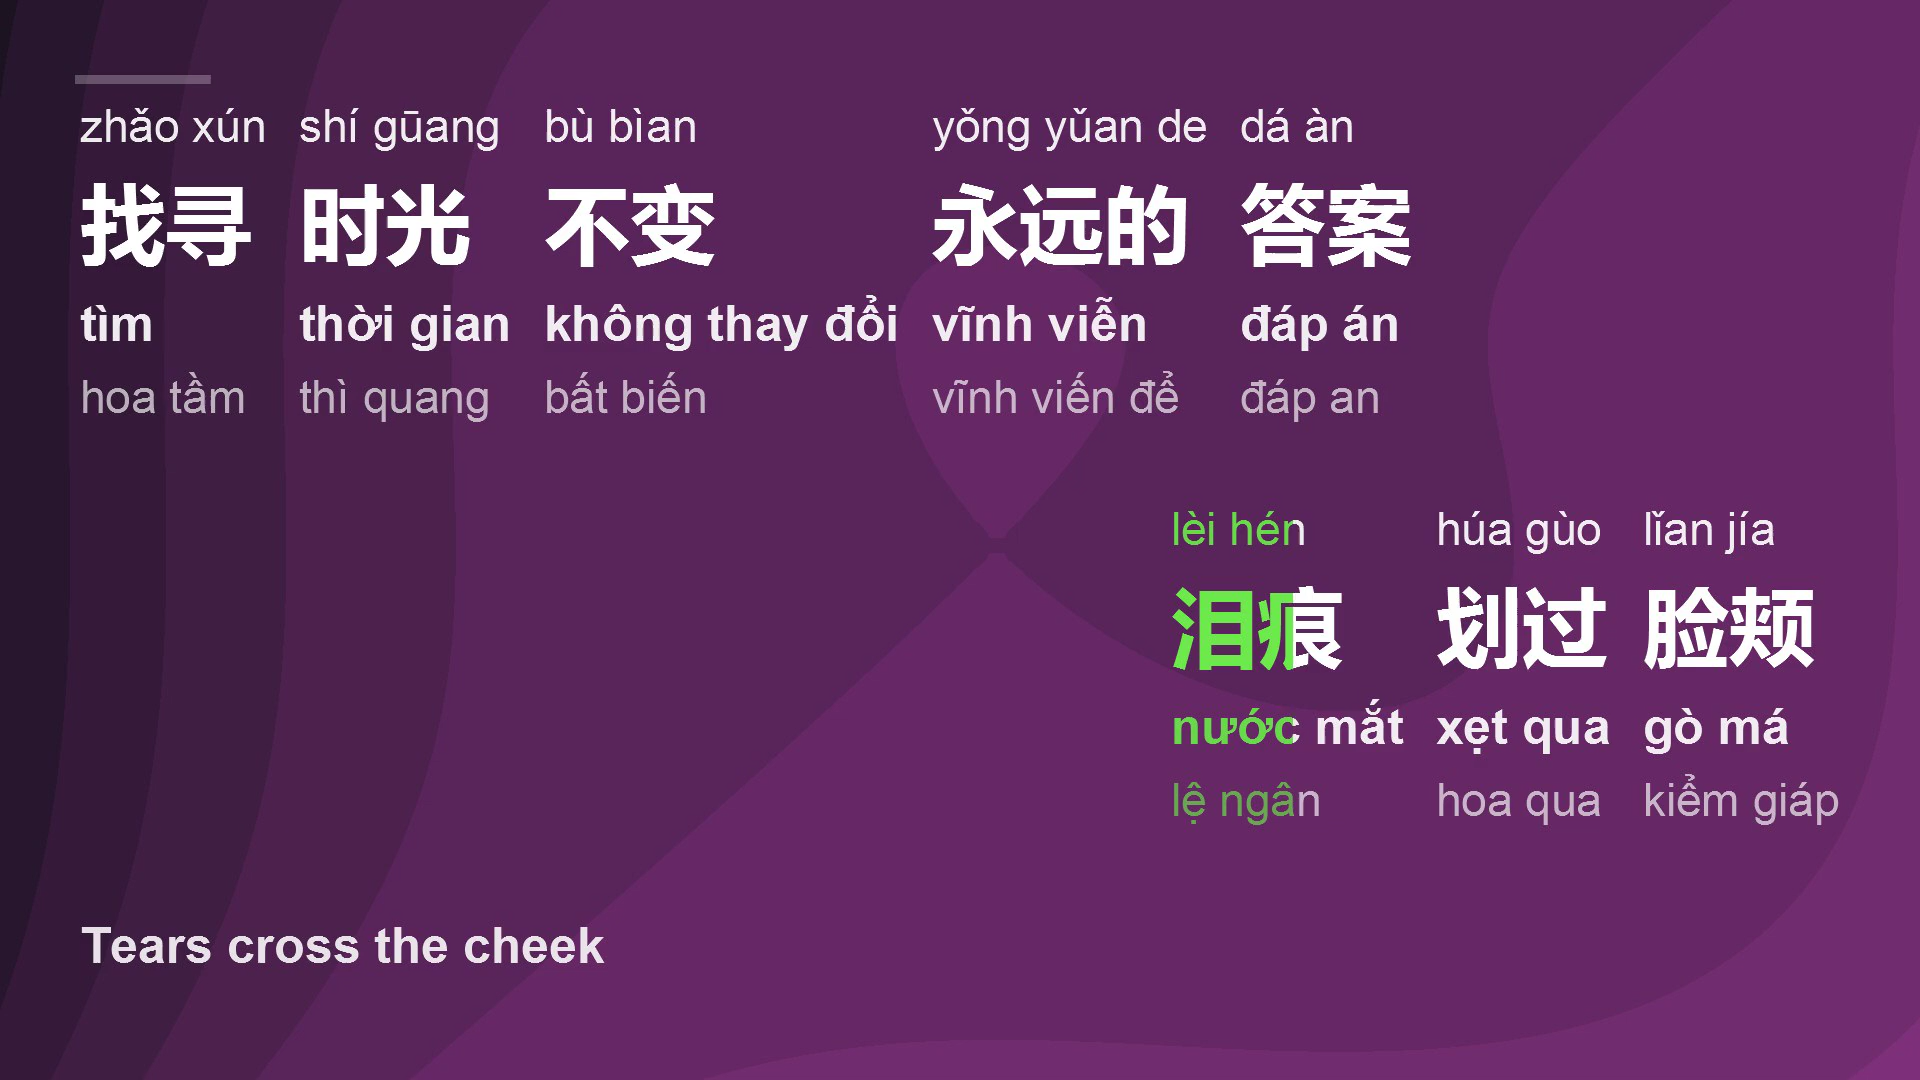 zhǎo xún shí gūang bù bìan yǒng yǔan de dá àn
找寻 时光 不变 永远的 答案
tìm thời gian không thay đổi vĩnh viễn đáp án
hoa tầm thì quang bất biến vĩnh viến để đáp an
lèi hén húa gùo lǐan jía
泪痕 划过 脸颊
nước mắt xẹt qua gò má
lệ ngân hoa qua kiểm giáp
Tears cross the cheek